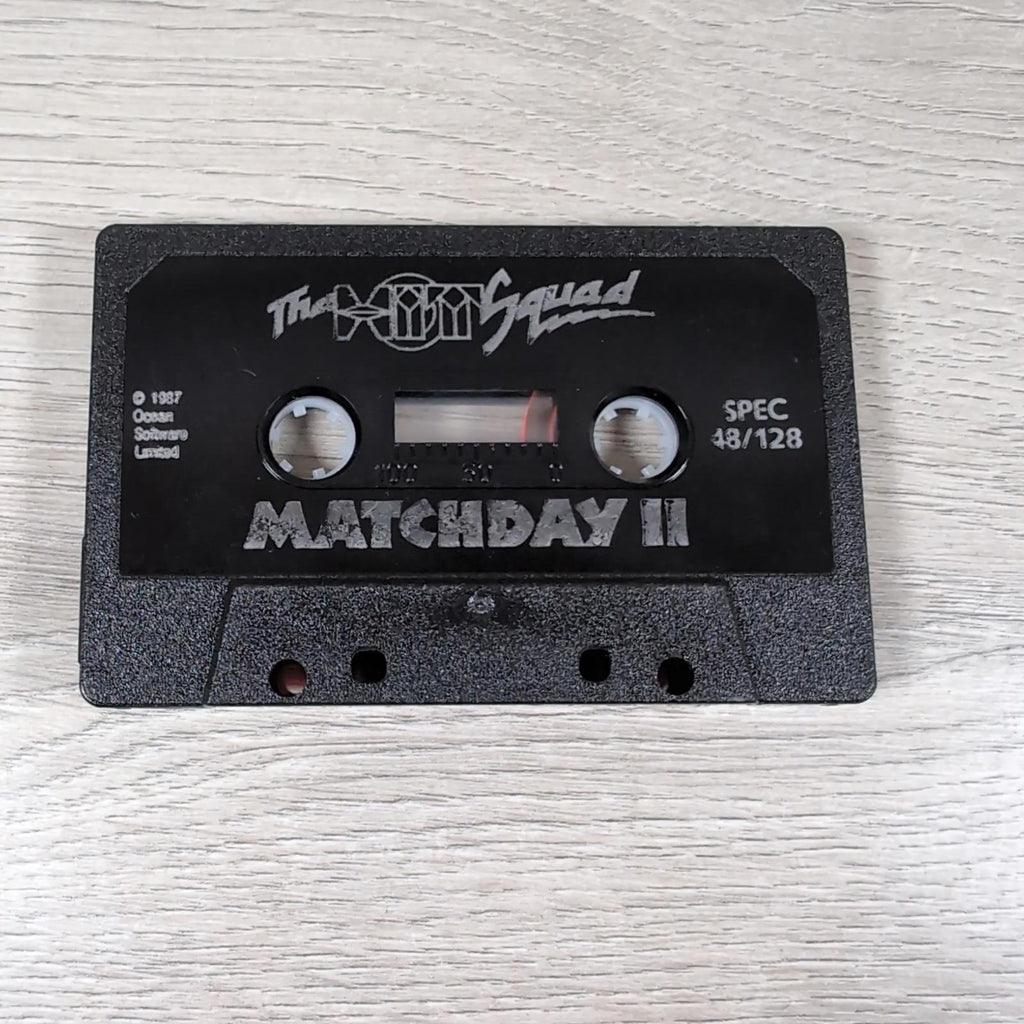 The HIT Squad
© 1987
Ocean
Software
Limited
SPEC
48/128
100 50 0
MATCHDAY II